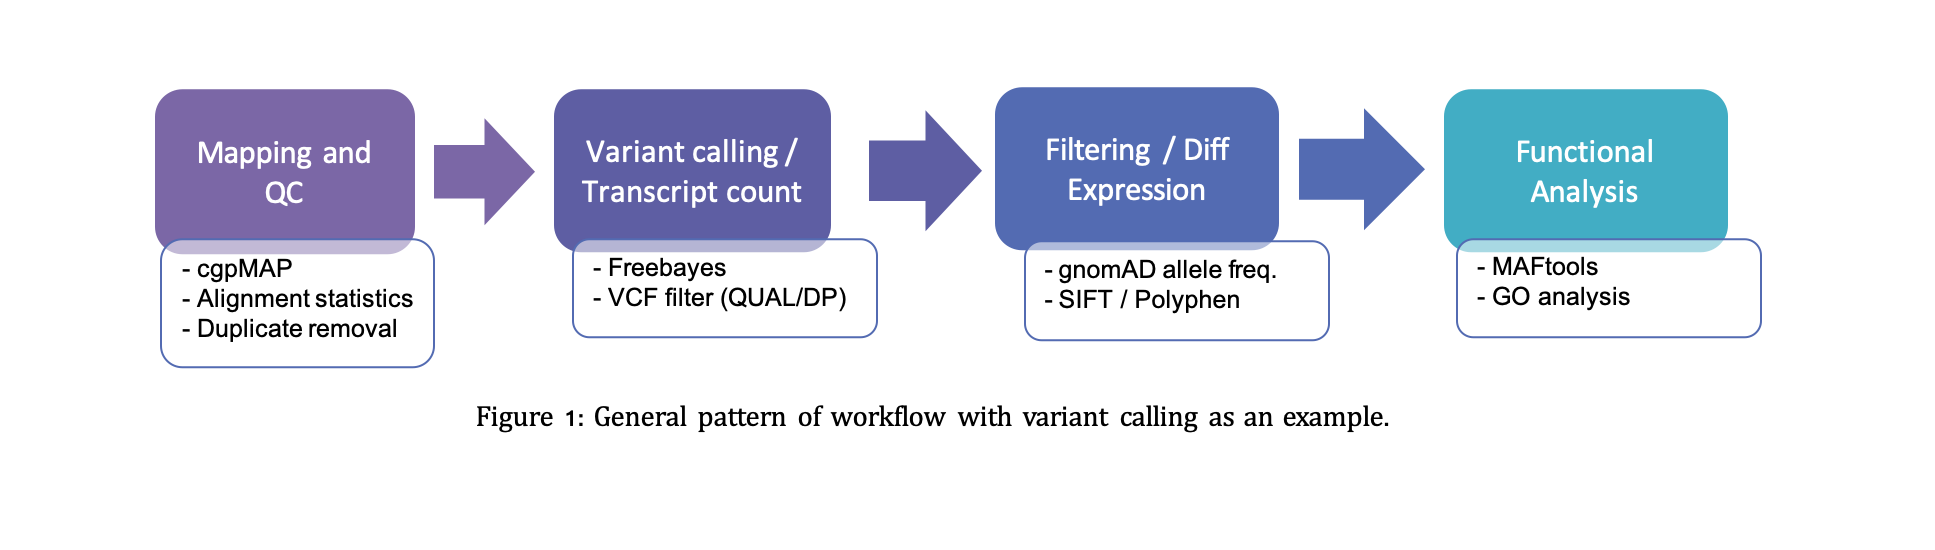 Mapping and
QC
- cgpMAP
- Alignment statistics
- Duplicate removal
Variant calling /
Transcript count
- Freebayes
- VCF filter (QUAL/DP)
Filtering / Diff
Expression
- gnomAD allele freq.
- SIFT / Polyphen
Functional
Analysis
- MAFtools
- GO analysis
Figure 1: General pattern of workflow with variant calling as an example.